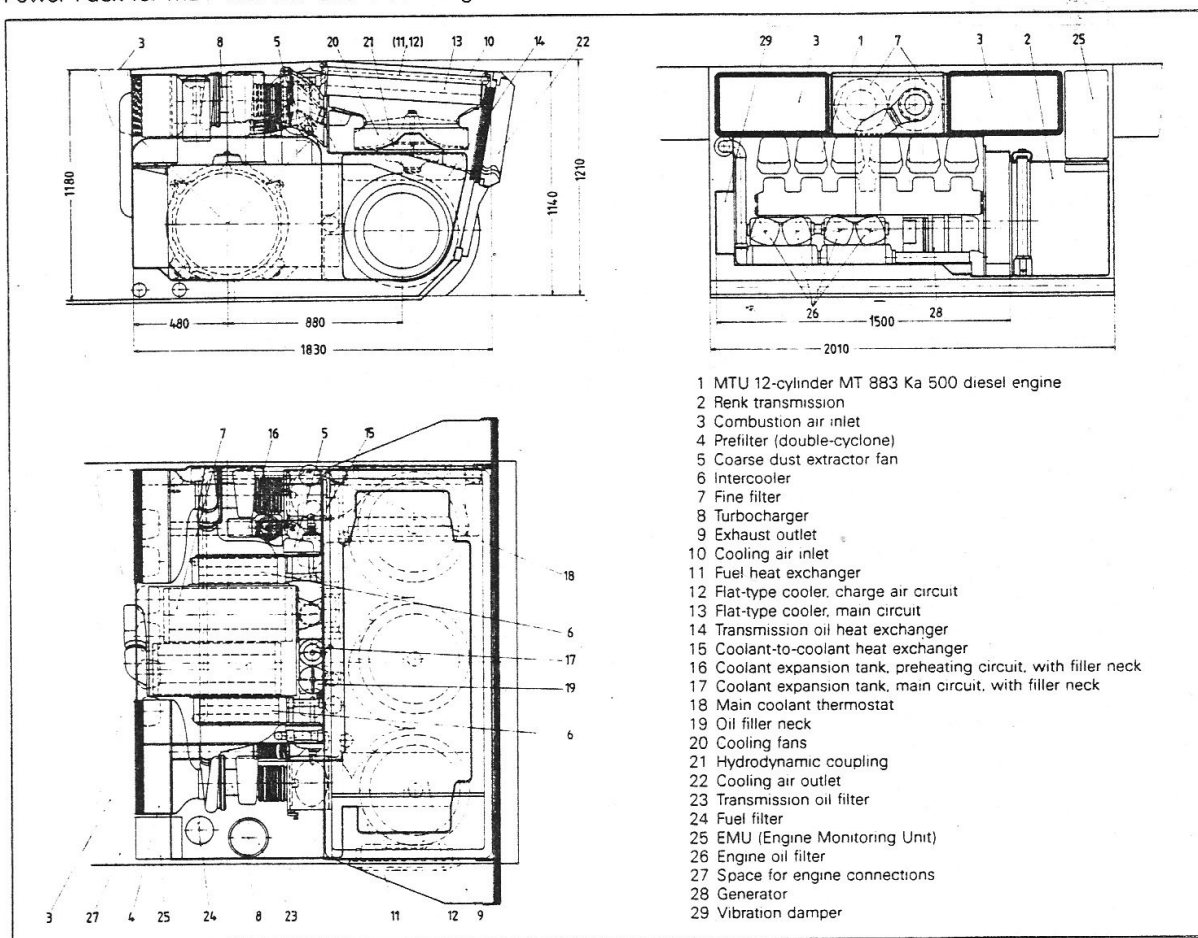 3 8 5 20 21 (11,12) 13 10 14 22
1180
1140
1210
480 880
1830
29 3 1 7 3 2 25
26 1500 28
2010
7 16 5 15
18
6
17
19
6
3 27 4 25 24 8 23 11 12 9
1 MTU 12-cylinder MT 883 Ka 500 diesel engine
2 Renk transmission
3 Combustion air inlet
4 Prefilter (double-cyclone)
5 Coarse dust extractor fan
6 Intercooler
7 Fine filter
8 Turbocharger
9 Exhaust outlet
10 Cooling air inlet
11 Fuel heat exchanger
12 Flat-type cooler, charge air circuit
13 Flat-type cooler, main circuit
14 Transmission oil heat exchanger
15 Coolant-to-coolant heat exchanger
16 Coolant expansion tank, preheating circuit, with filler neck
17 Coolant expansion tank, main circuit, with filler neck
18 Main coolant thermostat
19 Oil filler neck
20 Cooling fans
21 Hydrodynamic coupling
22 Cooling air outlet
23 Transmission oil filter
24 Fuel filter
25 EMU (Engine Monitoring Unit)
26 Engine oil filter
27 Space for engine connections
28 Generator
29 Vibration damper